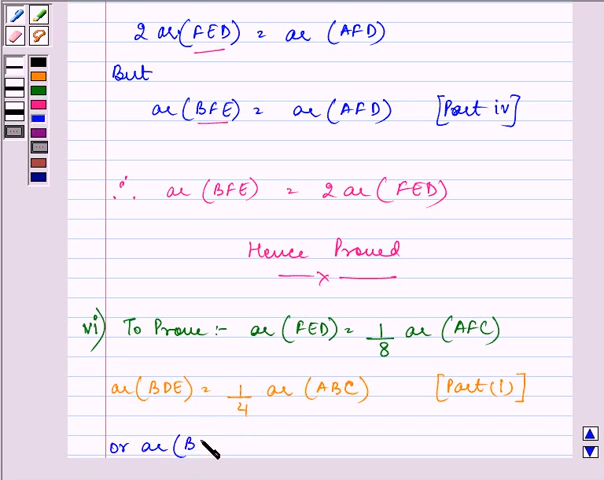 2 ar(FED) = ar (AFD)
But
ar (BFE) = ar (AFD) [Part iv]
∴ ar (BFE) = 2 ar (FED)
Hence Proved
x
vi) To Prove :- ar (FED) = 1/8 ar (AFC)
ar(BDE) = 1/4 ar (ABC) [Part (i)]
or ar (B